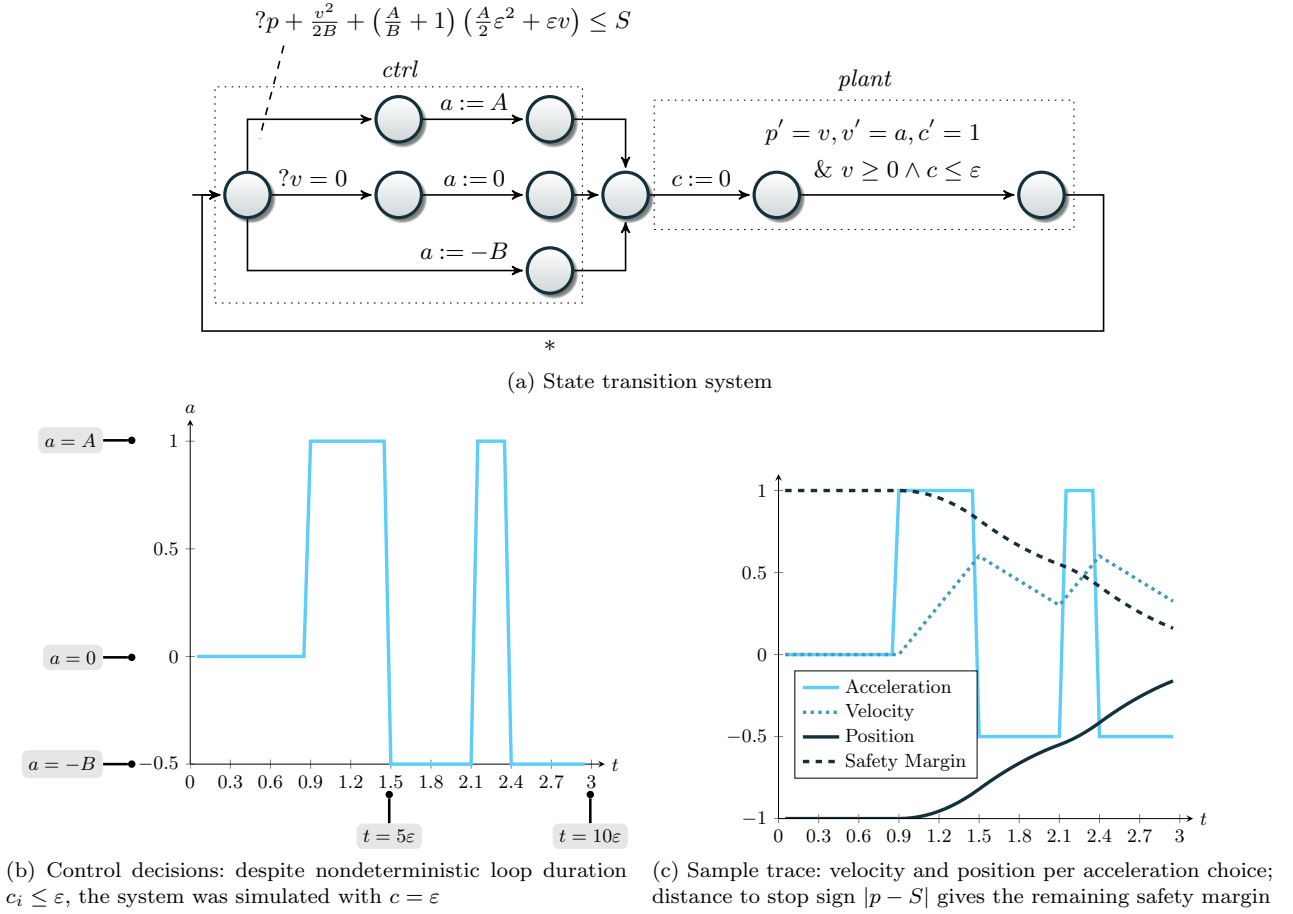 ?p + v²/2B + (A/B + 1) (A/2 ε² + εv) ≤ S
ctrl
plant
a := A
p′ = v, v′ = a, c′ = 1
& v ≥ 0 ∧ c ≤ ε
?v = 0
a := 0
c := 0
a := −B
*
(a) State transition system
a
a = A
1
0.5
a = 0
0
a = −B
−0.5
t
0 0.3 0.6 0.9 1.2 1.5 1.8 2.1 2.4 2.7 3
t = 5ε
t = 10ε
1
0.5
0
−0.5
−1
Acceleration
Velocity
Position
Safety Margin
t
0 0.3 0.6 0.9 1.2 1.5 1.8 2.1 2.4 2.7 3
(b) Control decisions: despite nondeterministic loop duration
cᵢ ≤ ε, the system was simulated with c = ε
(c) Sample trace: velocity and position per acceleration choice;
distance to stop sign |p − S| gives the remaining safety margin